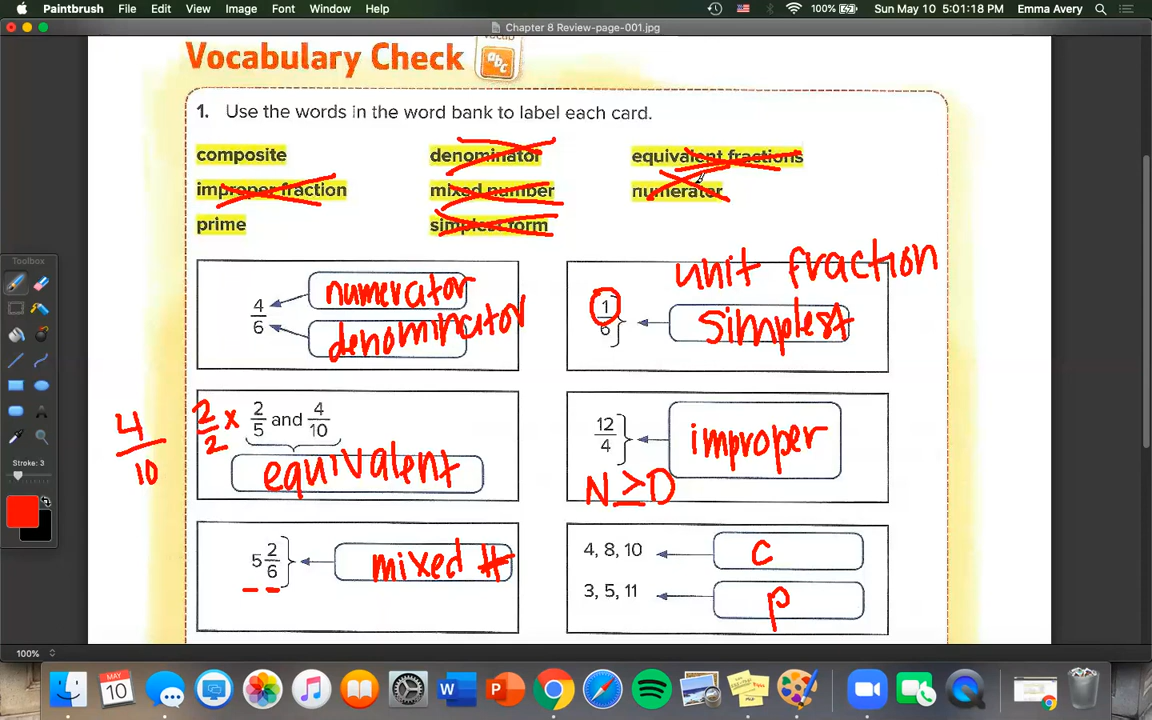 Paintbrush File Edit View Image Font Window Help 100% Sun May 10 5:01:18 PM Emma Avery
Chapter 8 Review-page-001.jpg
Vocabulary Check
abc
1. Use the words in the word bank to label each card.
composite denominator equivalent fractions
improper fraction mixed number numerator
prime simplest form
Toolbox
Stroke: 3
4/6 numerator
denominator
unit fraction
1/6 simplest
4/10 2/2 x 2/5 and 4/10
equivalent
12/4 improper
N ≥ D
5 2/6 mixed #
4, 8, 10 C
3, 5, 11 P
100%
MAY
10